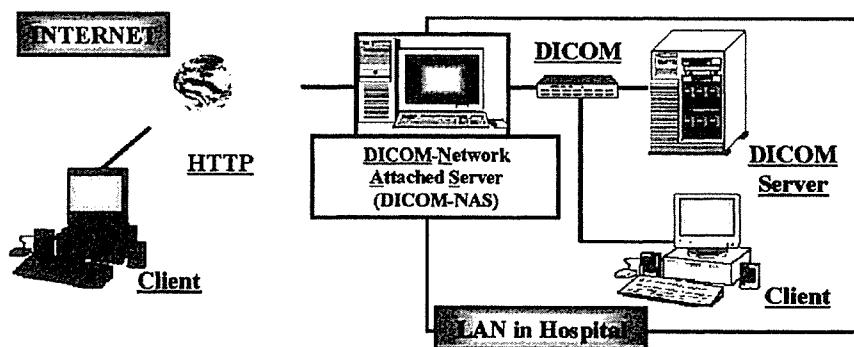 INTERNET
HTTP
Client
DICOM-Network
Attached Server
(DICOM-NAS)
DICOM
DICOM
Server
Client
LAN in Hospital